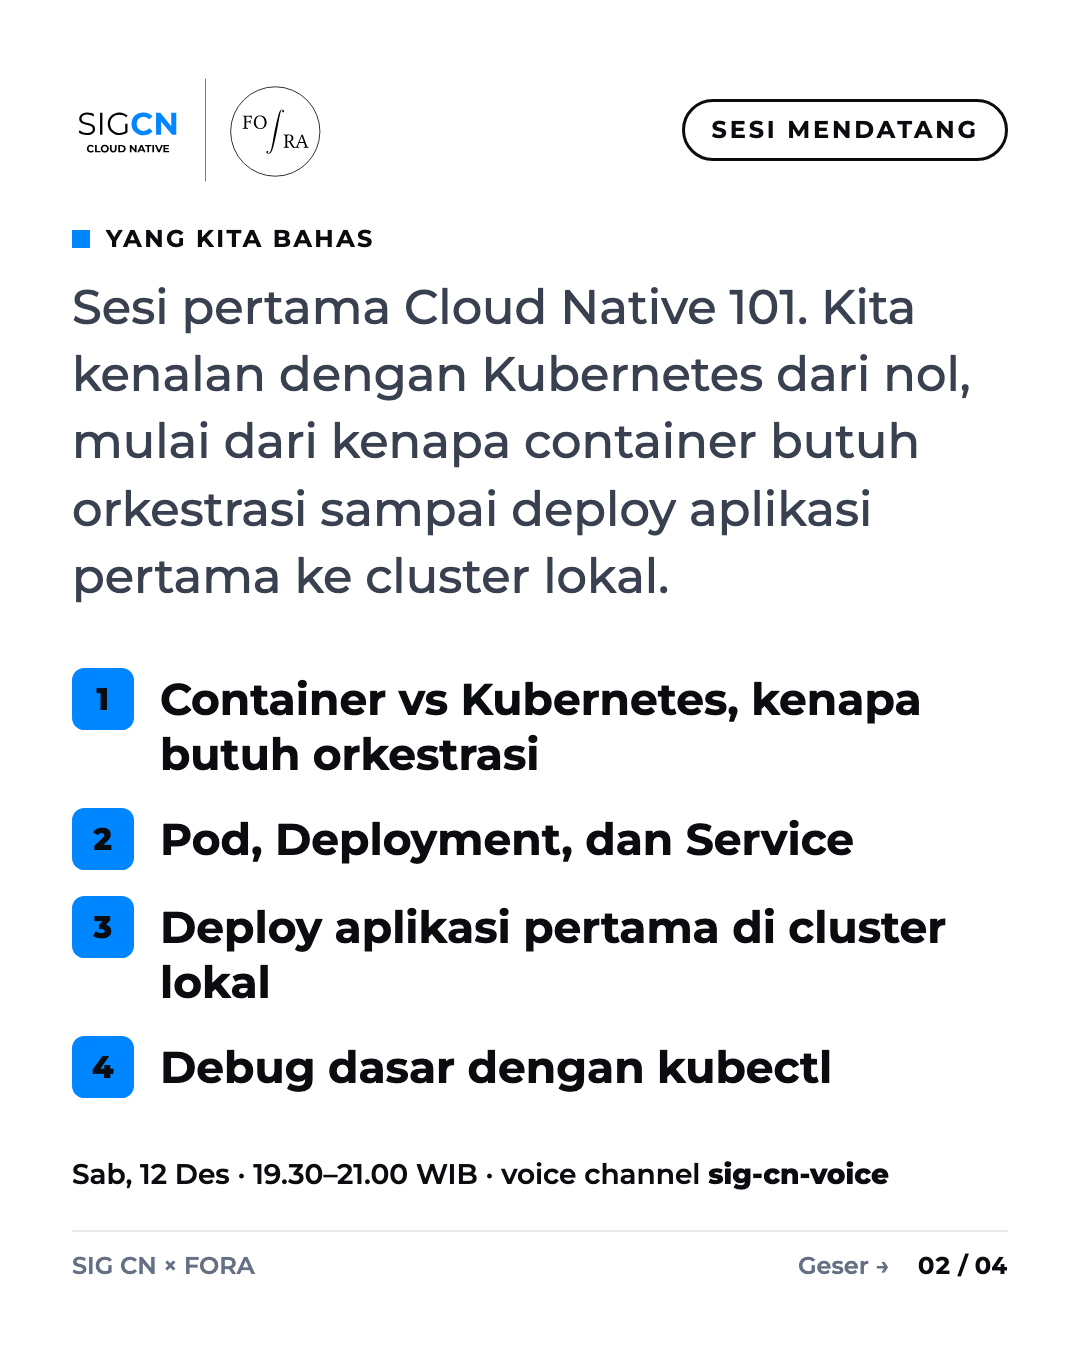 SIGCN
CLOUD NATIVE
FO∫RA
SESI MENDATANG
YANG KITA BAHAS
Sesi pertama Cloud Native 101. Kita
kenalan dengan Kubernetes dari nol,
mulai dari kenapa container butuh
orkestrasi sampai deploy aplikasi
pertama ke cluster lokal.
1 Container vs Kubernetes, kenapa
butuh orkestrasi
2 Pod, Deployment, dan Service
3 Deploy aplikasi pertama di cluster
lokal
4 Debug dasar dengan kubectl
Sab, 12 Des · 19.30–21.00 WIB · voice channel sig-cn-voice
SIG CN × FORA
Geser → 02 / 04